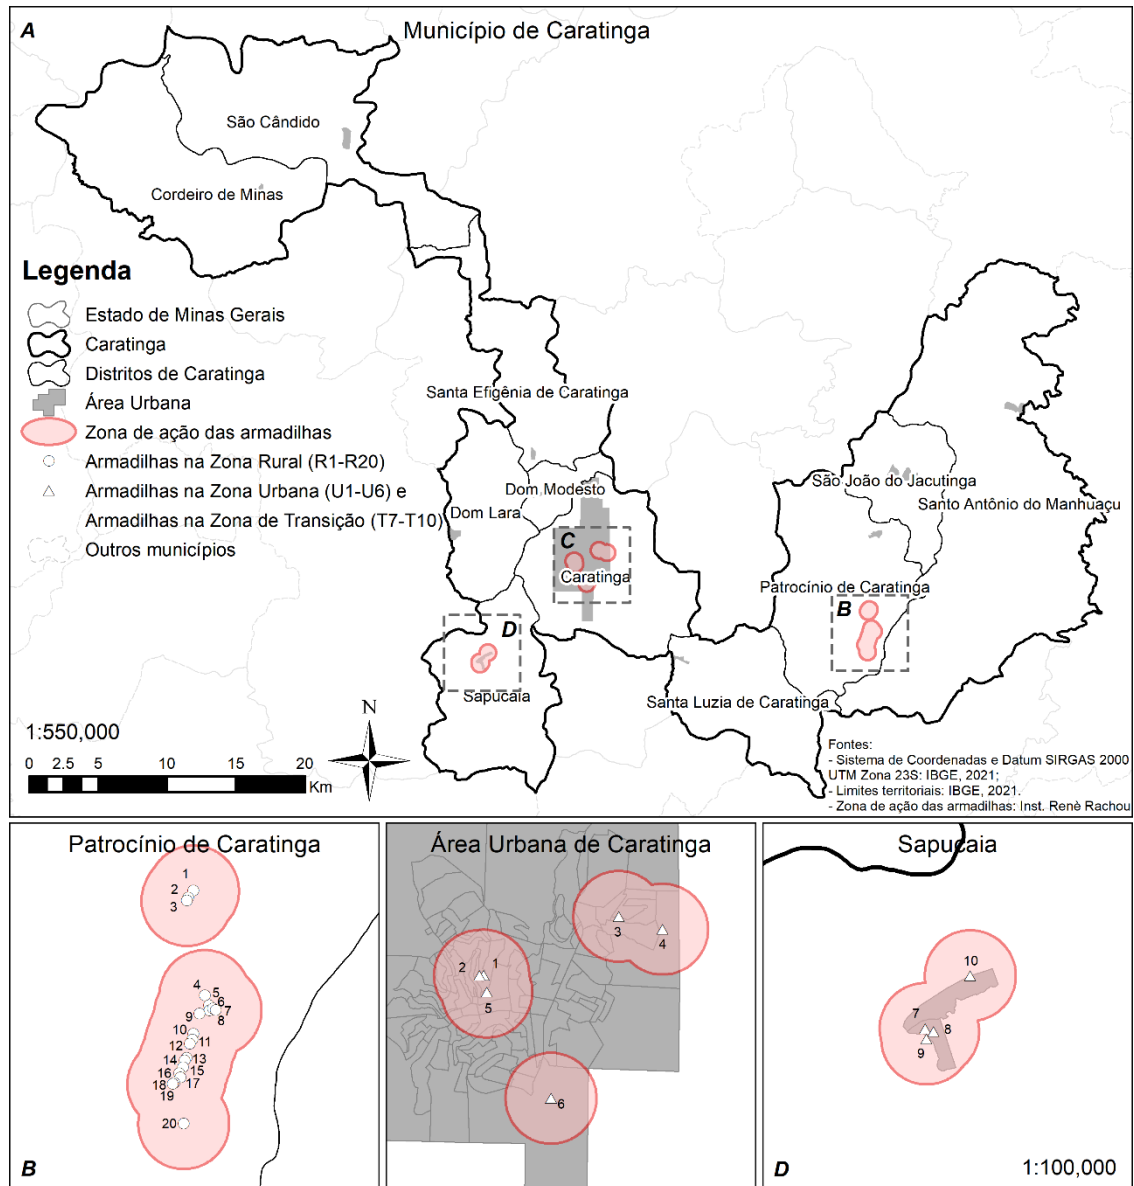 A
Município de Caratinga
São Cândido
Cordeiro de Minas
Legenda
Estado de Minas Gerais
Caratinga
Distritos de Caratinga
Área Urbana
Zona de ação das armadilhas
Armadilhas na Zona Rural (R1-R20)
Armadilhas na Zona Urbana (U1-U6) e
Armadilhas na Zona de Transição (T7-T10)
Outros municípios
Santa Efigênia de Caratinga
Dom Modesto
Dom Lara
C
Caratinga
São João do Jacutinga
Santo Antônio do Manhuaçu
Patrocínio de Caratinga
B
D
Sapucaia
Santa Luzia de Caratinga
N
1:550,000
0 2.5 5 10 15 20
Km
Fontes:
- Sistema de Coordenadas e Datum SIRGAS 2000
UTM Zona 23S: IBGE, 2021;
- Limites territoriais: IBGE, 2021.
- Zona de ação das armadilhas: Inst. Renè Rachou
Patrocínio de Caratinga
1
2
3
4
5
6
7
8
9
10
11
12
13
14
15
16
17
18
19
20
B
Área Urbana de Caratinga
3
4
2
1
5
6
Sapucaia
10
7
8
9
D
1:100,000